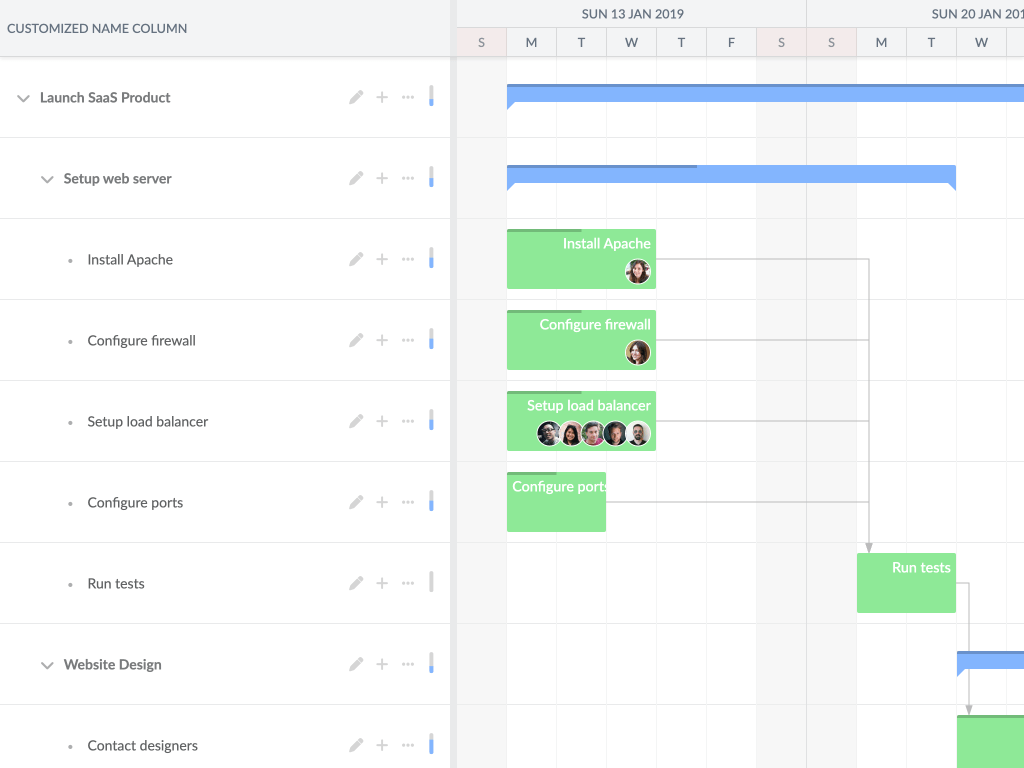 CUSTOMIZED NAME COLUMN
SUN 13 JAN 2019
SUN 20 JAN 201
S M T W T F S S M T W
Launch SaaS Product
Setup web server
Install Apache
Install Apache
Configure firewall
Configure firewall
Setup load balancer
Setup load balancer
Configure ports
Configure ports
Run tests
Run tests
Website Design
Contact designers